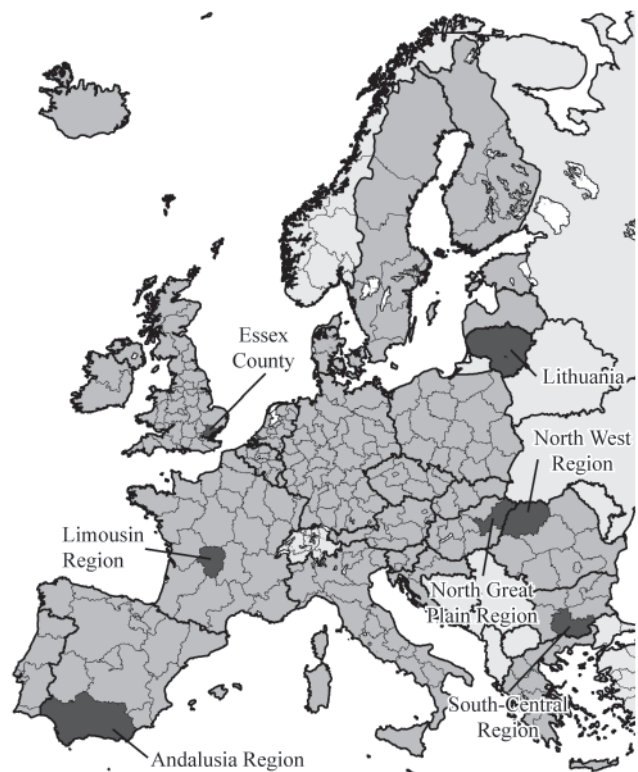 Essex
County
Lithuania
North West
Region
Limousin
Region
North Great
Plain Region
South-Central
Region
Andalusia Region